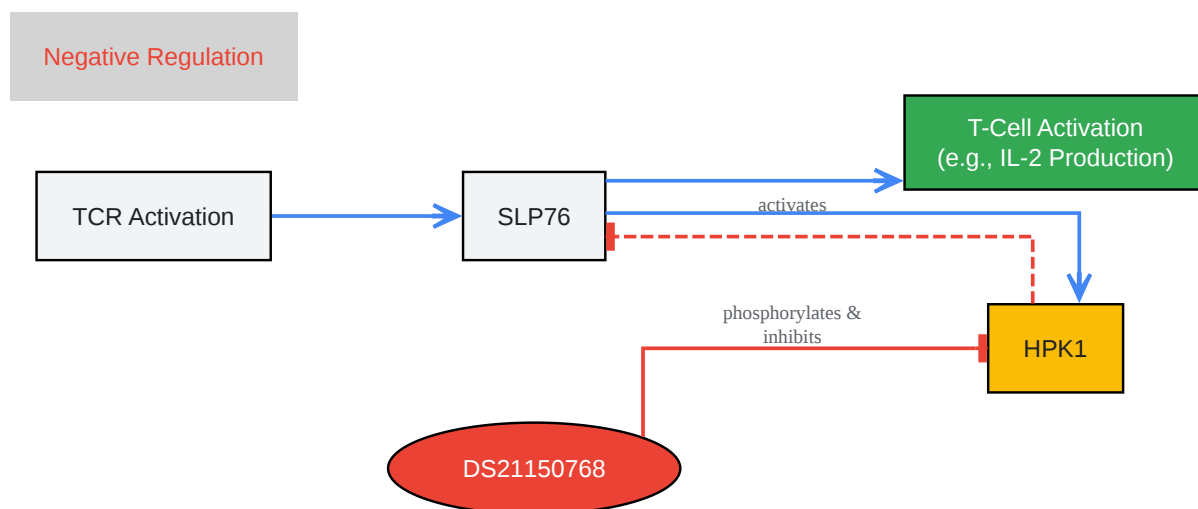 Negative Regulation
T-Cell Activation
(e.g., IL-2 Production)
TCR Activation
SLP76
activates
phosphorylates &
inhibits
HPK1
DS21150768